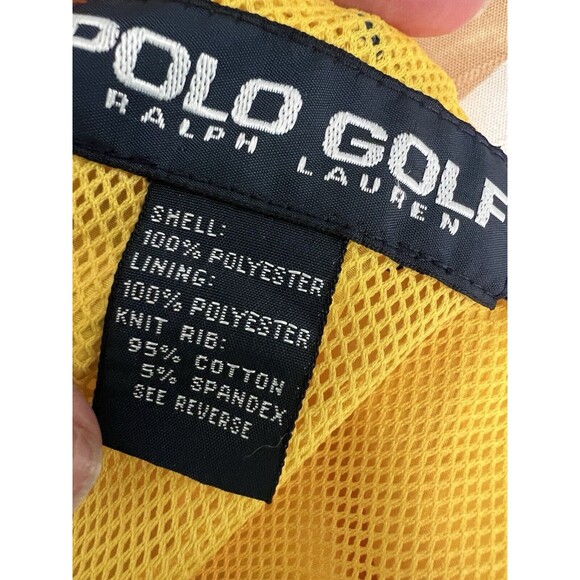 POLO GOLF
RALPH LAUREN
SHELL:
100% POLYESTER
LINING:
100% POLYESTER
KNIT RIB:
95% COTTON
5% SPANDEX
SEE REVERSE